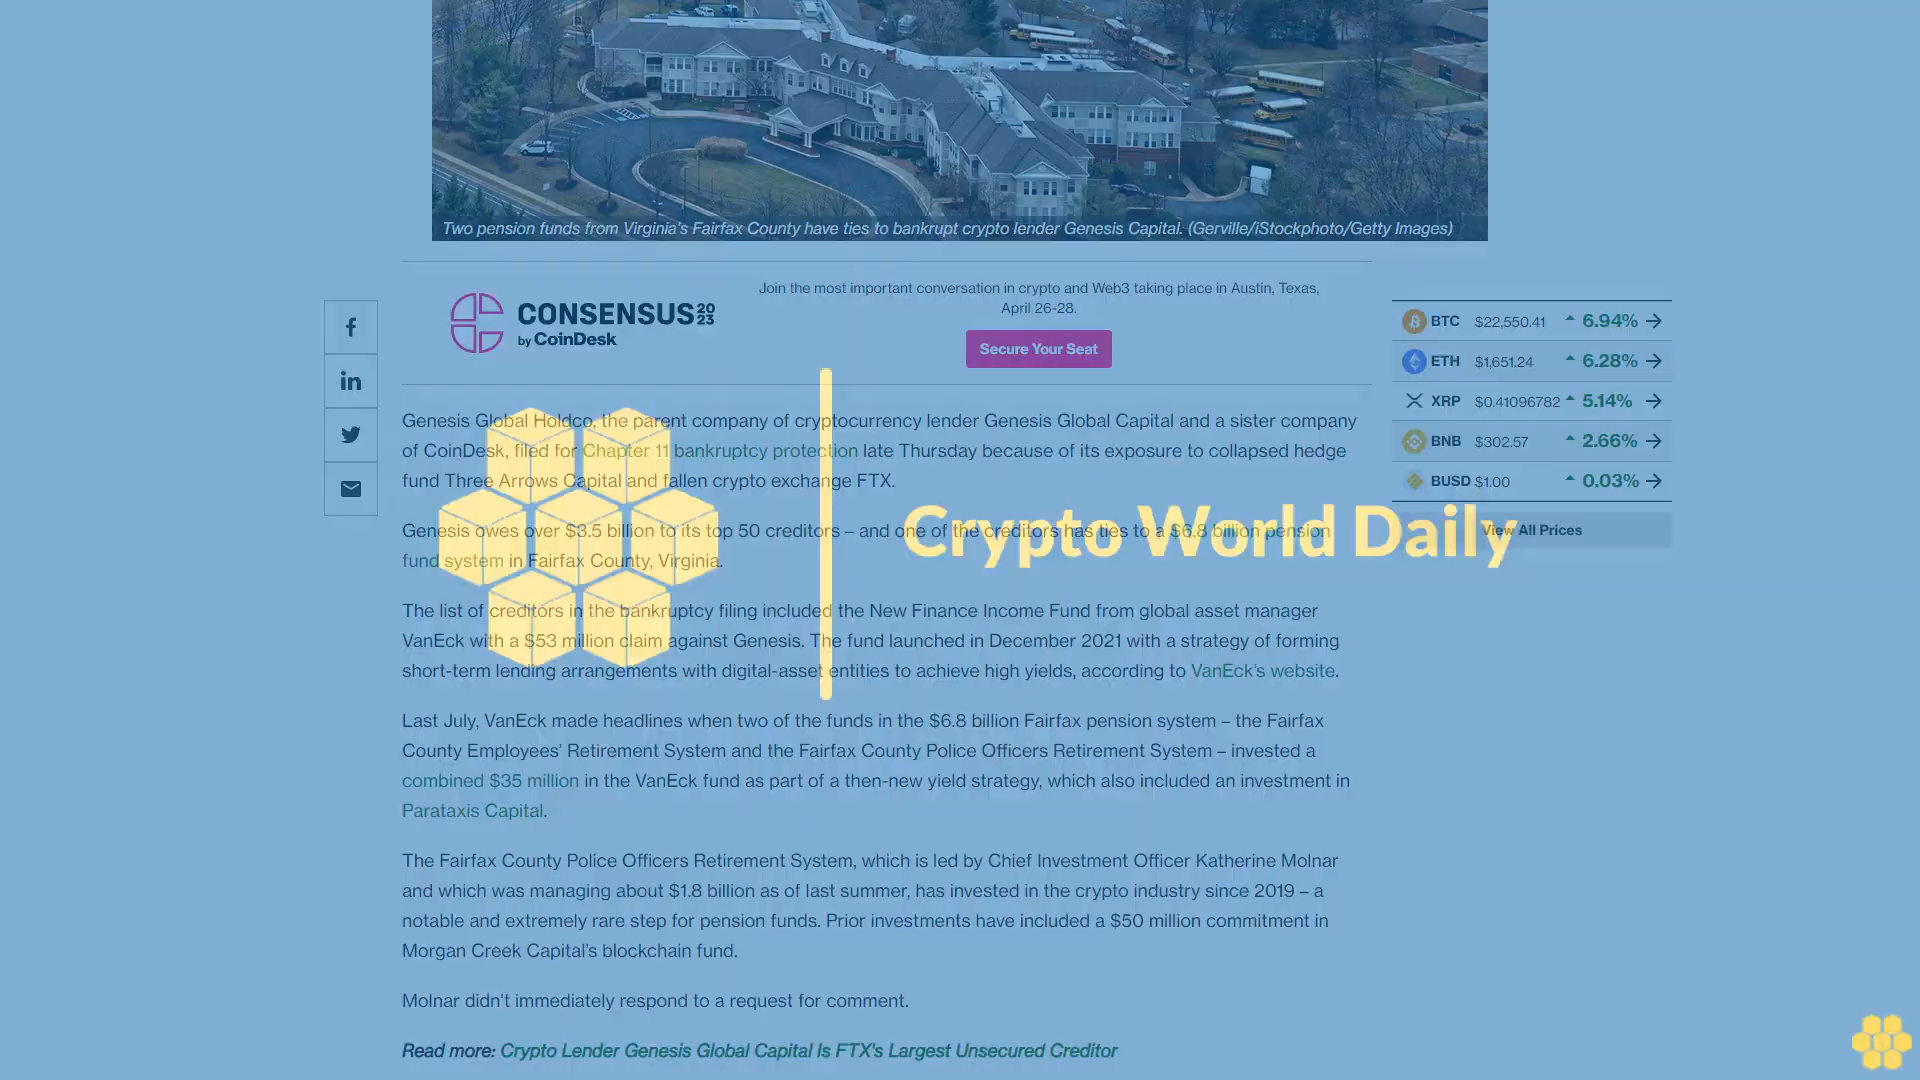 Two pension funds from Virginia's Fairfax County have ties to bankrupt crypto lender Genesis Capital. (Gerville/iStockphoto/Getty Images)
CONSENSUS 2023
by CoinDesk
Join the most important conversation in crypto and Web3 taking place in Austin, Texas,
April 26-28.
Secure Your Seat
BTC $22,550.41 6.94%
ETH $1,651.24 6.28%
XRP $0.41096782 5.14%
BNB $302.57 2.66%
BUSD $1.00 0.03%
View All Prices
Genesis Global Holdco, the parent company of cryptocurrency lender Genesis Global Capital and a sister company
of CoinDesk, filed for Chapter 11 bankruptcy protection late Thursday because of its exposure to collapsed hedge
fund Three Arrows Capital and fallen crypto exchange FTX.
Crypto World Daily
Genesis owes over $3.5 billion to its top 50 creditors – and one of the creditors has ties to a $6.8 billion pension
fund system in Fairfax County, Virginia.
The list of creditors in the bankruptcy filing included the New Finance Income Fund from global asset manager
VanEck with a $53 million claim against Genesis. The fund launched in December 2021 with a strategy of forming
short-term lending arrangements with digital-asset entities to achieve high yields, according to VanEck's website.
Last July, VanEck made headlines when two of the funds in the $6.8 billion Fairfax pension system – the Fairfax
County Employees' Retirement System and the Fairfax County Police Officers Retirement System – invested a
combined $35 million in the VanEck fund as part of a then-new yield strategy, which also included an investment in
Parataxis Capital.
The Fairfax County Police Officers Retirement System, which is led by Chief Investment Officer Katherine Molnar
and which was managing about $1.8 billion as of last summer, has invested in the crypto industry since 2019 – a
notable and extremely rare step for pension funds. Prior investments have included a $50 million commitment in
Morgan Creek Capital's blockchain fund.
Molnar didn't immediately respond to a request for comment.
Read more: Crypto Lender Genesis Global Capital Is FTX's Largest Unsecured Creditor